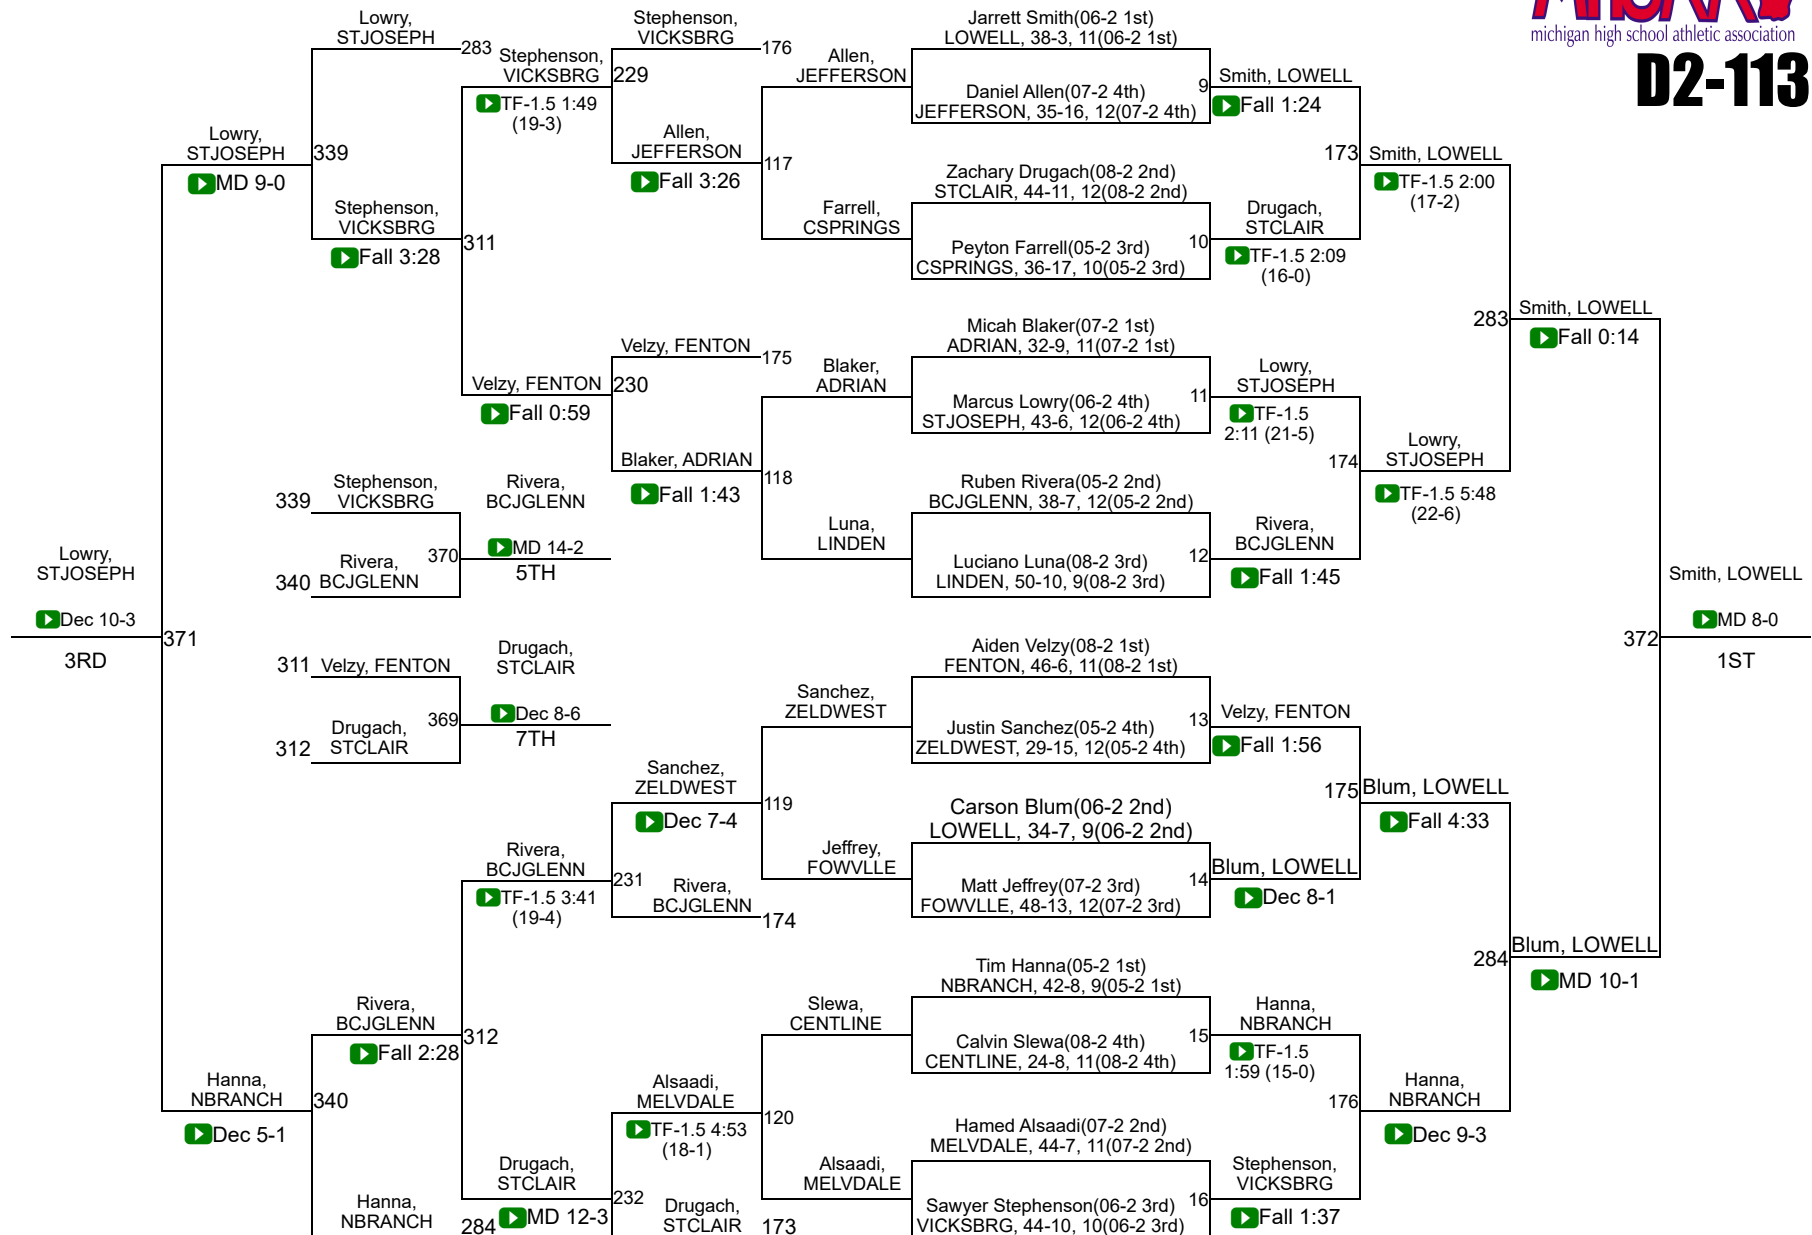 MHSAA
michigan high school athletic association
D2-113
Lowry,
STJOSEPH
283
Stephenson,
VICKSBRG
176
Jarrett Smith(06-2 1st)
LOWELL, 38-3, 11(06-2 1st)
Stephenson,
VICKSBRG
229
TF-1.5 1:49
(19-3)
Allen,
JEFFERSON
Daniel Allen(07-2 4th)
JEFFERSON, 35-16, 12(07-2 4th)
9
Smith, LOWELL
Fall 1:24
Lowry,
STJOSEPH
339
MD 9-0
Allen,
JEFFERSON
117
Fall 3:26
173
Smith, LOWELL
TF-1.5 2:00
(17-2)
Zachary Drugach(08-2 2nd)
STCLAIR, 44-11, 12(08-2 2nd)
Stephenson,
VICKSBRG
311
Fall 3:28
Farrell,
CSPRINGS
Peyton Farrell(05-2 3rd)
CSPRINGS, 36-17, 10(05-2 3rd)
10
Drugach,
STCLAIR
TF-1.5 2:09
(16-0)
283
Smith, LOWELL
Fall 0:14
Velzy, FENTON
175
Micah Blaker(07-2 1st)
ADRIAN, 32-9, 11(07-2 1st)
Velzy, FENTON
230
Fall 0:59
Blaker,
ADRIAN
Marcus Lowry(06-2 4th)
STJOSEPH, 43-6, 12(06-2 4th)
11
Lowry,
STJOSEPH
TF-1.5
2:11 (21-5)
Blaker, ADRIAN
118
Fall 1:43
174
Lowry,
STJOSEPH
TF-1.5 5:48
(22-6)
339
Stephenson,
VICKSBRG
Rivera,
BCJGLENN
Ruben Rivera(05-2 2nd)
BCJGLENN, 38-7, 12(05-2 2nd)
370
MD 14-2
5TH
340
Rivera,
BCJGLENN
Luna,
LINDEN
Luciano Luna(08-2 3rd)
LINDEN, 50-10, 9(08-2 3rd)
12
Rivera,
BCJGLENN
Fall 1:45
Lowry,
STJOSEPH
Dec 10-3
371
3RD
Smith, LOWELL
372
MD 8-0
1ST
311
Velzy, FENTON
Drugach,
STCLAIR
Aiden Velzy(08-2 1st)
FENTON, 46-6, 11(08-2 1st)
369
Dec 8-6
7TH
312
Drugach,
STCLAIR
Sanchez,
ZELDWEST
Justin Sanchez(05-2 4th)
ZELDWEST, 29-15, 12(05-2 4th)
13
Velzy, FENTON
Fall 1:56
Sanchez,
ZELDWEST
119
Dec 7-4
175
Blum, LOWELL
Fall 4:33
Carson Blum(06-2 2nd)
LOWELL, 34-7, 9(06-2 2nd)
Rivera,
BCJGLENN
231
TF-1.5 3:41
(19-4)
Rivera,
BCJGLENN
174
Jeffrey,
FOWVLLE
Matt Jeffrey(07-2 3rd)
FOWVLLE, 48-13, 12(07-2 3rd)
14
Blum, LOWELL
Dec 8-1
284
Blum, LOWELL
MD 10-1
Tim Hanna(05-2 1st)
NBRANCH, 42-8, 9(05-2 1st)
Rivera,
BCJGLENN
312
Fall 2:28
Slewa,
CENTLINE
Calvin Slewa(08-2 4th)
CENTLINE, 24-8, 11(08-2 4th)
15
Hanna,
NBRANCH
TF-1.5
1:59 (15-0)
Hanna,
NBRANCH
340
Dec 5-1
Alsaadi,
MELVDALE
120
TF-1.5 4:53
(18-1)
176
Hanna,
NBRANCH
Dec 9-3
Hamed Alsaadi(07-2 2nd)
MELVDALE, 44-7, 11(07-2 2nd)
Hanna,
NBRANCH
284
Drugach,
STCLAIR
232
MD 12-3
Drugach,
STCLAIR
173
Alsaadi,
MELVDALE
Sawyer Stephenson(06-2 3rd)
VICKSBRG, 44-10, 10(06-2 3rd)
16
Stephenson,
VICKSBRG
Fall 1:37